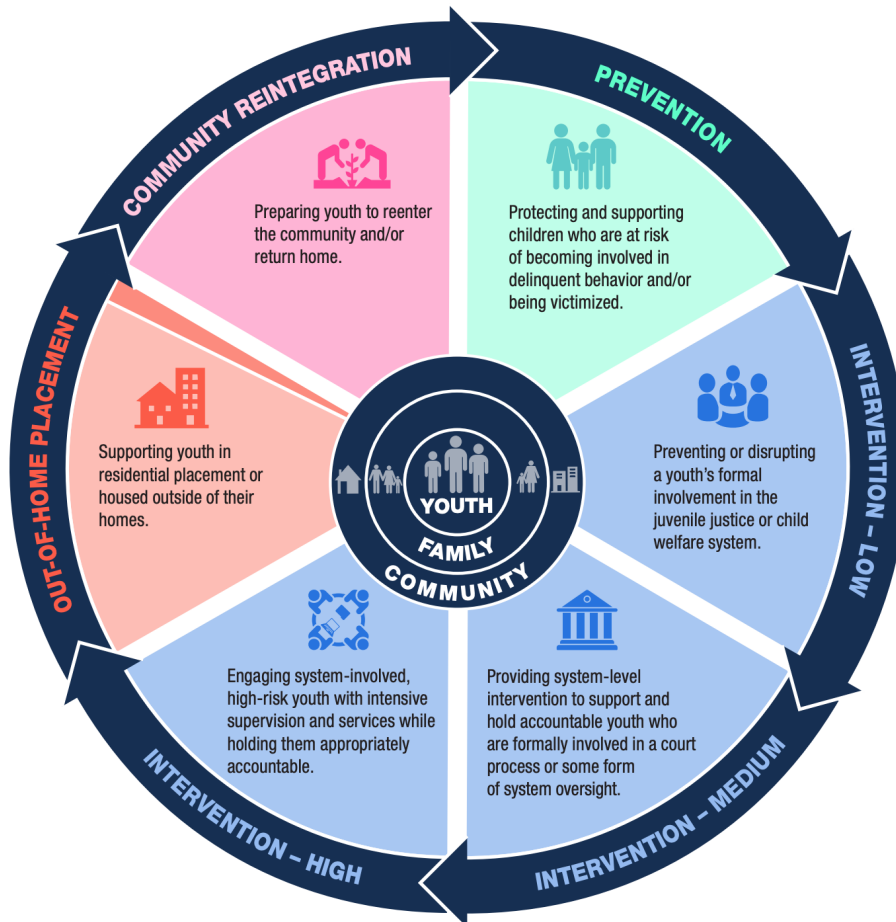 COMMUNITY REINTEGRATION
PREVENTION
Preparing youth to reenter
the community and/or
return home.
Protecting and supporting
children who are at risk
of becoming involved in
delinquent behavior and/or
being victimized.
OUT-OF-HOME PLACEMENT
INTERVENTION – LOW
Supporting youth in
residential placement or
housed outside of their
homes.
YOUTH
FAMILY
COMMUNITY
Preventing or disrupting
a youth’s formal
involvement in the
juvenile justice or child
welfare system.
Engaging system-involved,
high-risk youth with intensive
supervision and services while
holding them appropriately
accountable.
Providing system-level
intervention to support and
hold accountable youth who
are formally involved in a court
process or some form
of system oversight.
INTERVENTION – HIGH
INTERVENTION – MEDIUM